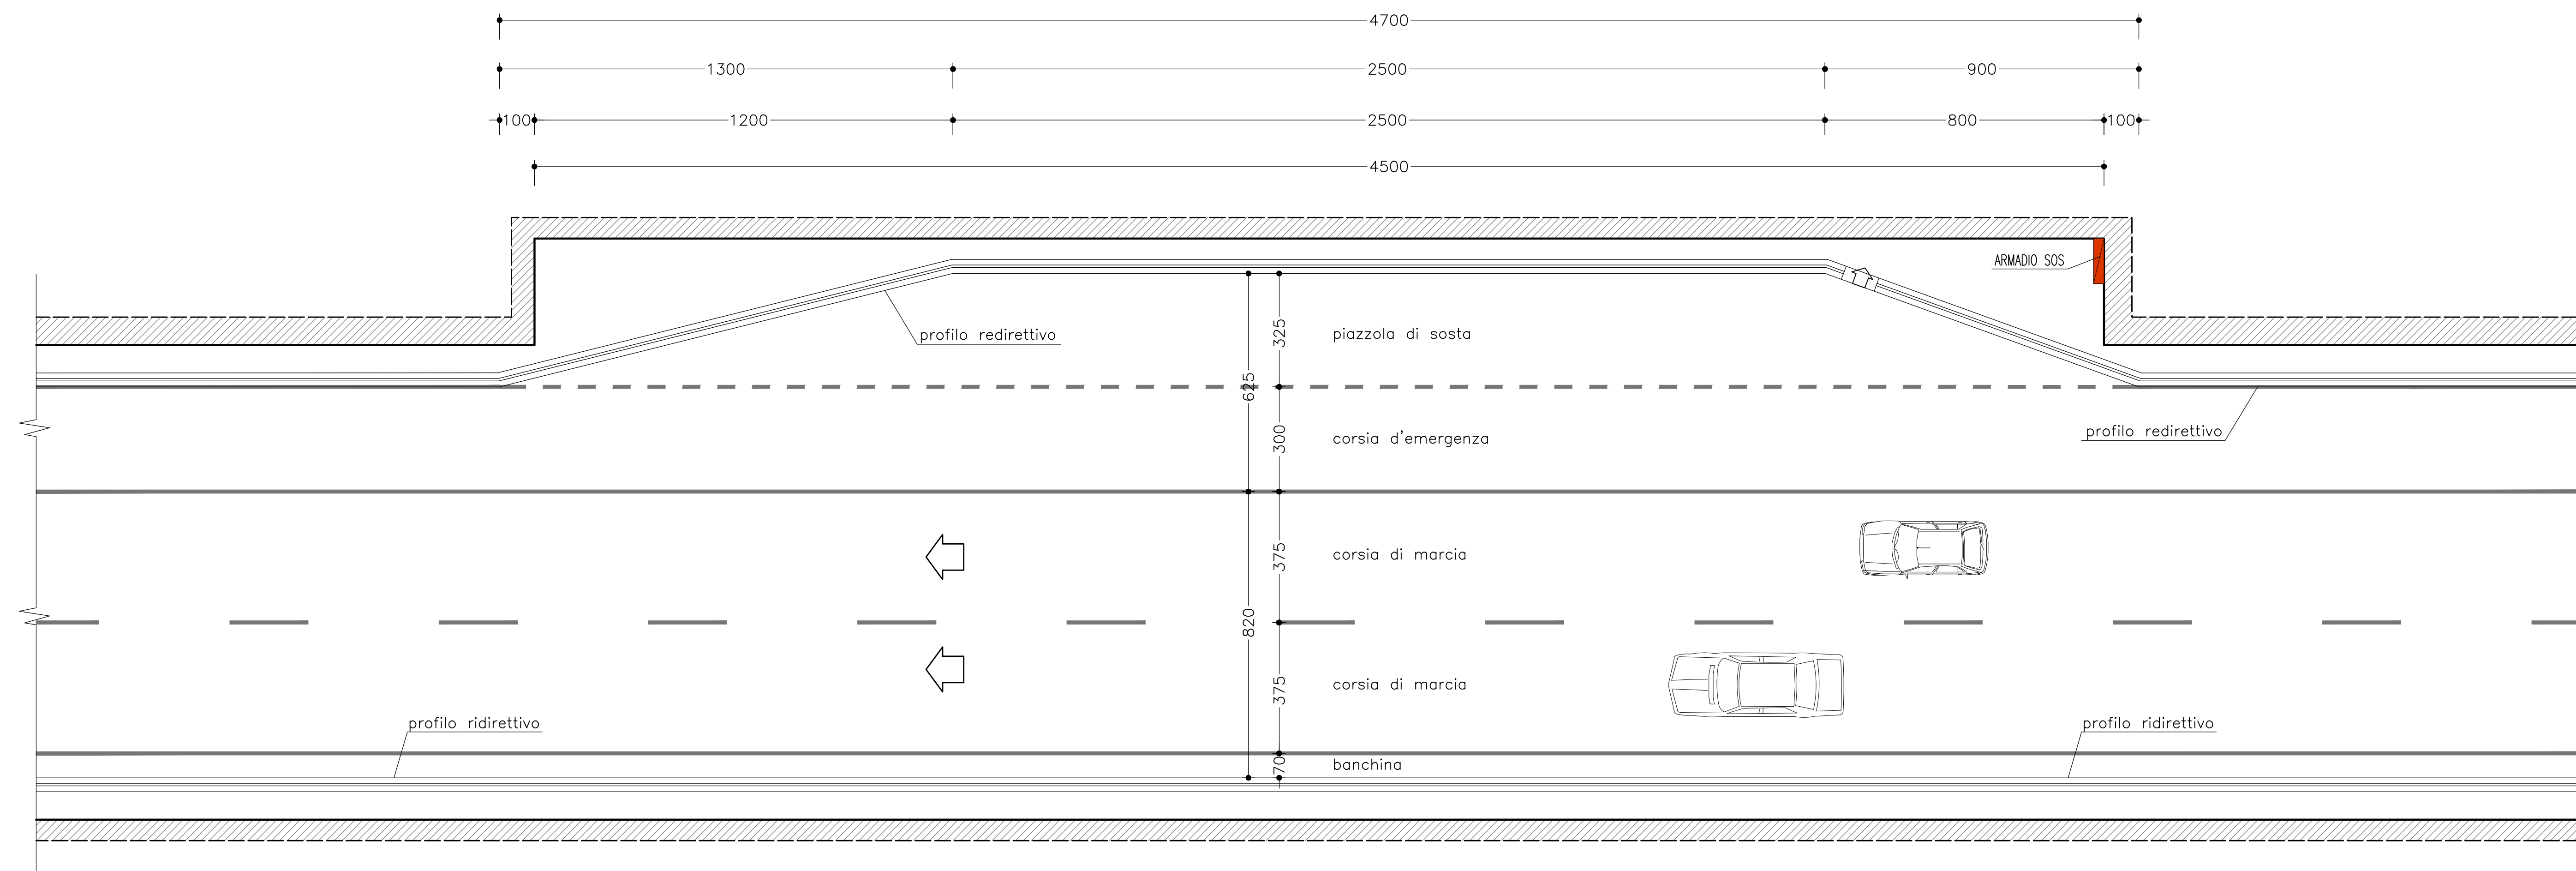 4700
1300 2500 900
100 1200 2500 800 100
4500
ARMADIO SOS
profilo redirettivo
325
piazzola di sosta
625
300
corsia d'emergenza
profilo redirettivo
375
corsia di marcia
820
375
corsia di marcia
profilo ridirettivo
profilo ridirettivo
70
banchina